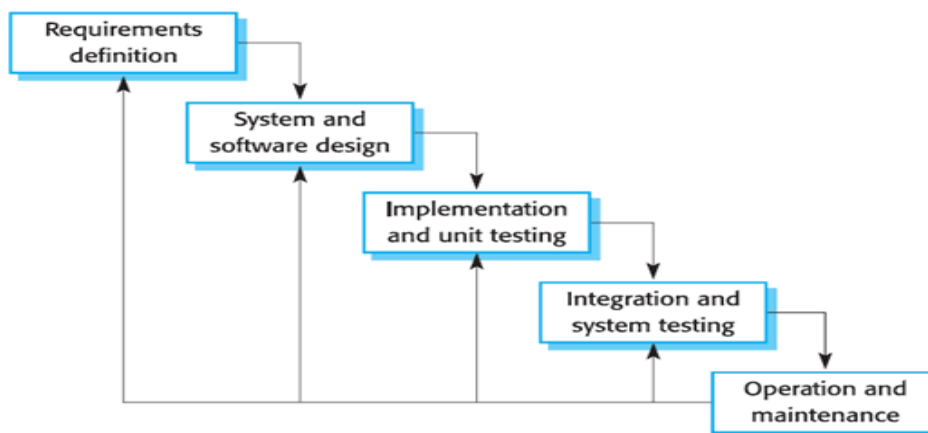 Requirements
definition
System and
software design
Implementation
and unit testing
Integration and
system testing
Operation and
maintenance